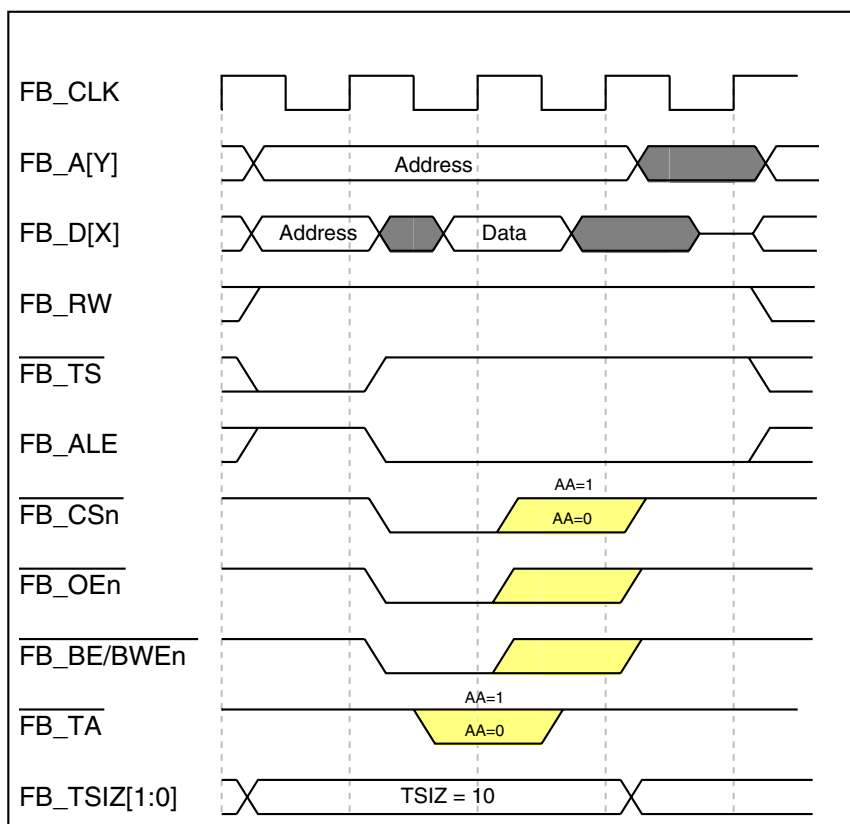 FB_CLK
FB_A[Y]
Address
FB_D[X]
Address
Data
FB_RW
FB_TS
FB_ALE
AA=1
FB_CSn
AA=0
FB_OEn
FB_BE/BWEn
AA=1
FB_TA
AA=0
FB_TSIZ[1:0]
TSIZ = 10